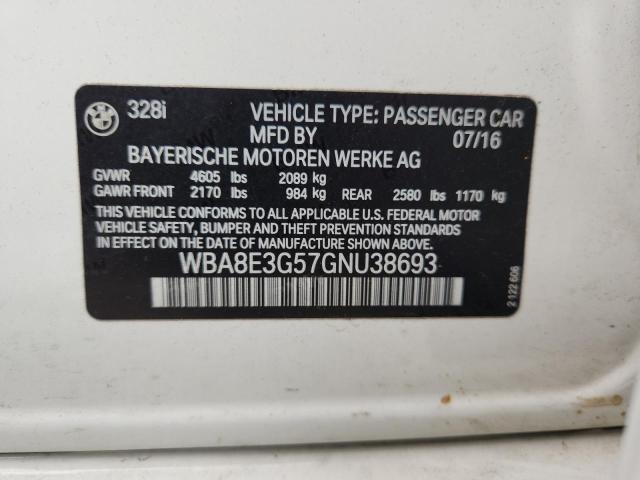 BMW
328i VEHICLE TYPE: PASSENGER CAR
MFD BY 07/16
BAYERISCHE MOTOREN WERKE AG
GVWR 4605 lbs 2089 kg
GAWR FRONT 2170 lbs 984 kg REAR 2580 lbs 1170 kg
THIS VEHICLE CONFORMS TO ALL APPLICABLE U.S. FEDERAL MOTOR
VEHICLE SAFETY, BUMPER AND THEFT PREVENTION STANDARDS
IN EFFECT ON THE DATE OF MANUFACTURE SHOWN ABOVE.
WBA8E3G57GNU38693
2 122 606